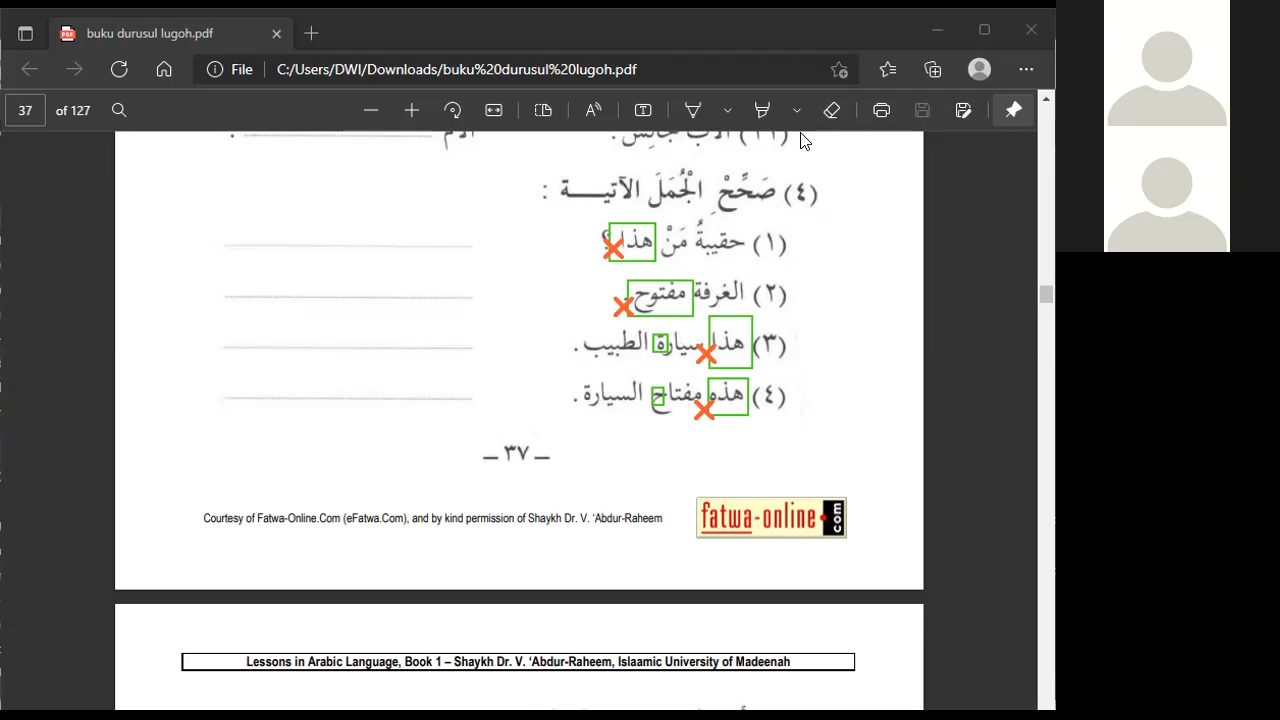 buku durusul lugoh.pdf
File C:/Users/DWI/Downloads/buku%20durusul%20lugoh.pdf
37 of 127
(٤) صَحِّحْ الْجُمَلَ الآتيـــة :
(١) حقيبةُ مَنْ هذا ؟
(٢) الغرفة مفتوح .
(٣) هذا سيارة الطبيب .
(٤) هذه مفتاح السيارة .
– ٣٧ –
Courtesy of Fatwa-Online.Com (eFatwa.Com), and by kind permission of Shaykh Dr. V. ‘Abdur-Raheem
fatwa-online.com
Lessons in Arabic Language, Book 1 – Shaykh Dr. V. ‘Abdur-Raheem, Islaamic University of Madeenah